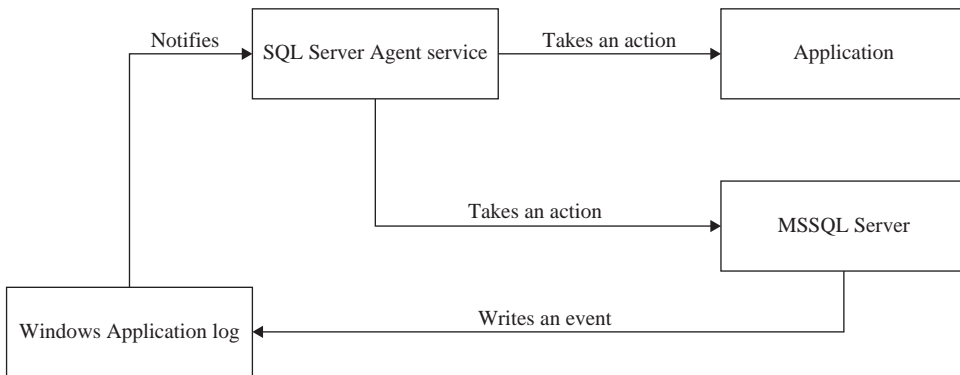 Notifies
SQL Server Agent service
Takes an action
Application
Takes an action
MSSQL Server
Windows Application log
Writes an event